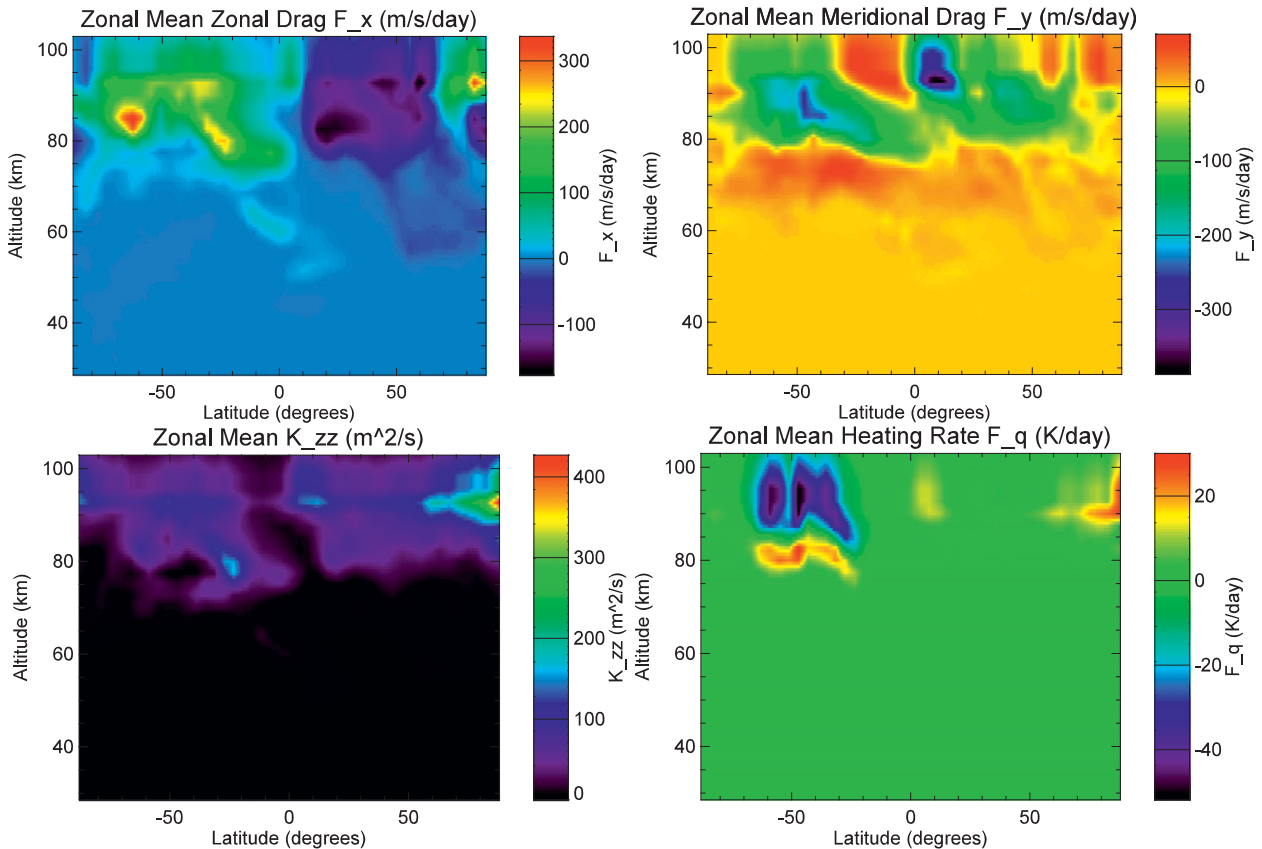 Zonal Mean Zonal Drag F_x (m/s/day)
100
80
60
40
Altitude (km)
-50
0
50
Latitude (degrees)
300
200
100
0
-100
F_x (m/s/day)
Zonal Mean Meridional Drag F_y (m/s/day)
100
80
60
40
Altitude (km)
-50
0
50
Latitude (degrees)
0
-100
-200
-300
F_y (m/s/day)
Zonal Mean K_zz (m^2/s)
100
80
60
40
Altitude (km)
-50
0
50
Latitude (degrees)
400
300
200
100
0
K_zz (m^2/s)
Zonal Mean Heating Rate F_q (K/day)
100
80
60
40
Altitude (km)
-50
0
50
Latitude (degrees)
20
0
-20
-40
F_q (K/day)